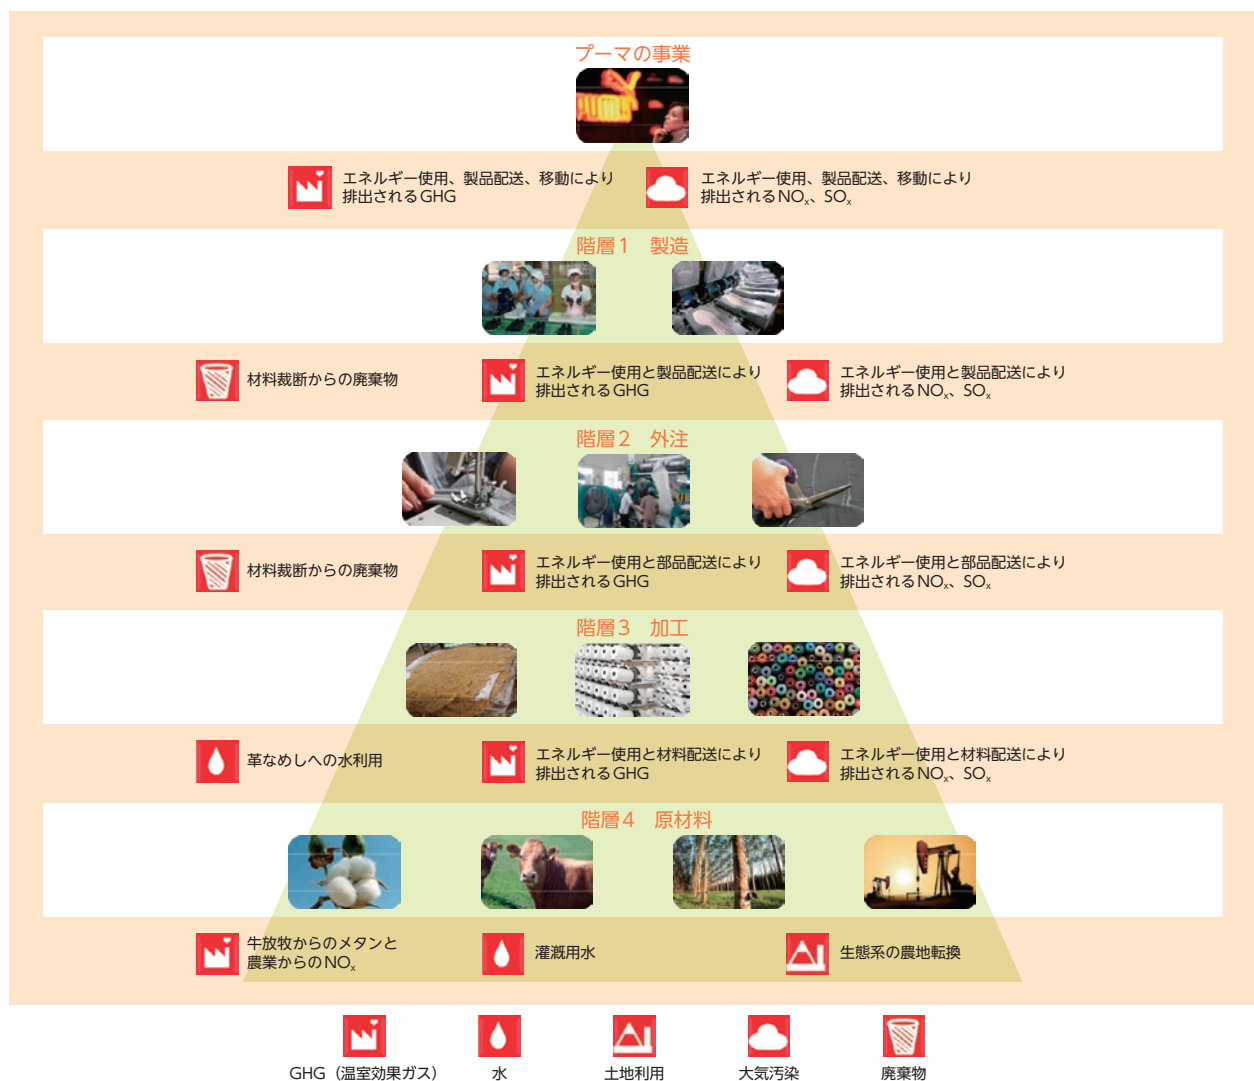 プーマの事業
エネルギー使用、製品配送、移動により
排出されるGHG
エネルギー使用、製品配送、移動により
排出されるNOx、SOx
階層1 製造
材料裁断からの廃棄物
エネルギー使用と製品配送により
排出されるGHG
エネルギー使用と製品配送により
排出されるNOx、SOx
階層2 外注
材料裁断からの廃棄物
エネルギー使用と部品配送により
排出されるGHG
エネルギー使用と部品配送により
排出されるNOx、SOx
階層3 加工
革なめしへの水利用
エネルギー使用と材料配送により
排出されるGHG
エネルギー使用と材料配送により
排出されるNOx、SOx
階層4 原材料
牛放牧からのメタンと
農業からのNOx
灌漑用水
生態系の農地転換
GHG（温室効果ガス）
水
土地利用
大気汚染
廃棄物